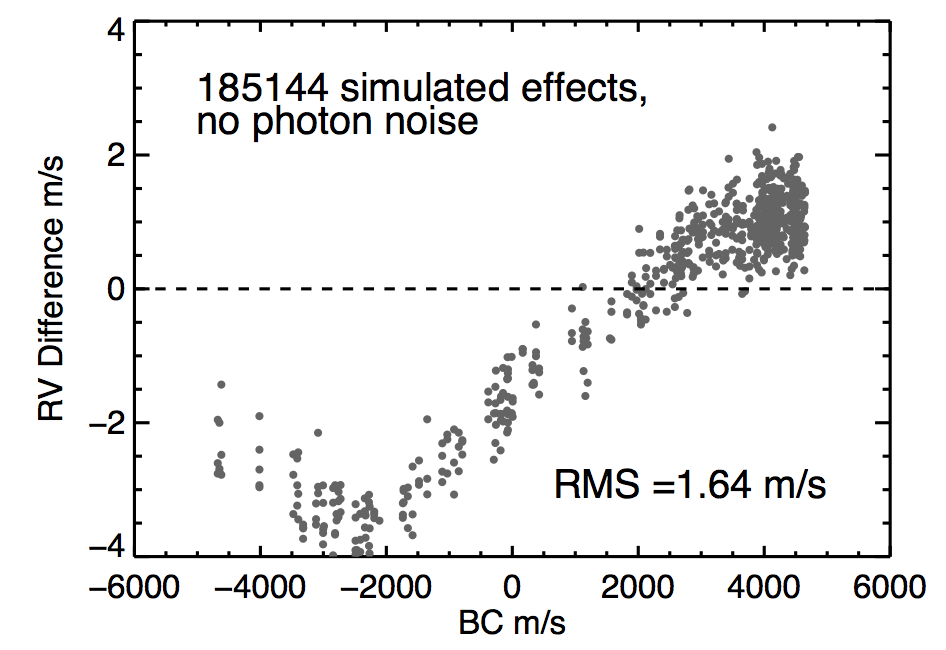 4
185144 simulated effects,
no photon noise
2
RV Difference m/s
0
−2
RMS =1.64 m/s
−4
−6000 −4000 −2000 0 2000 4000 6000
BC m/s